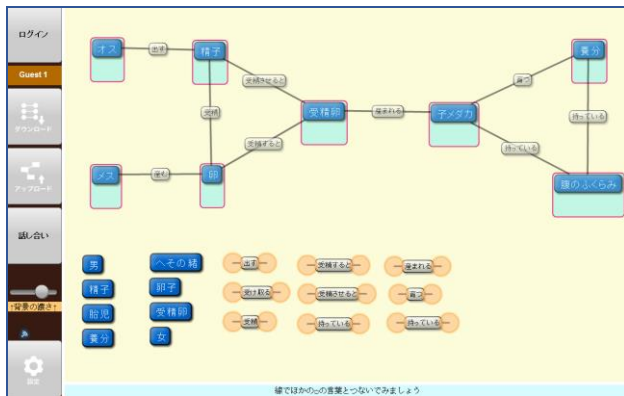 ログイン
Guest 1
ダウンロード
アップロード
話し合い
↑背景の濃さ↑
設定
オス
出す
精子
受精させると
受精
受精卵
産まれる
子メダカ
育つ
養分
持っている
メス
産む
卵
受精すると
持っている
腹のふくらみ
男
へその緒
出す
受精すると
産まれる
精子
卵子
受け取る
受精させると
育つ
胎児
受精卵
受精
持っている
持っている
養分
女
線でほかの□の言葉とつないでみましょう